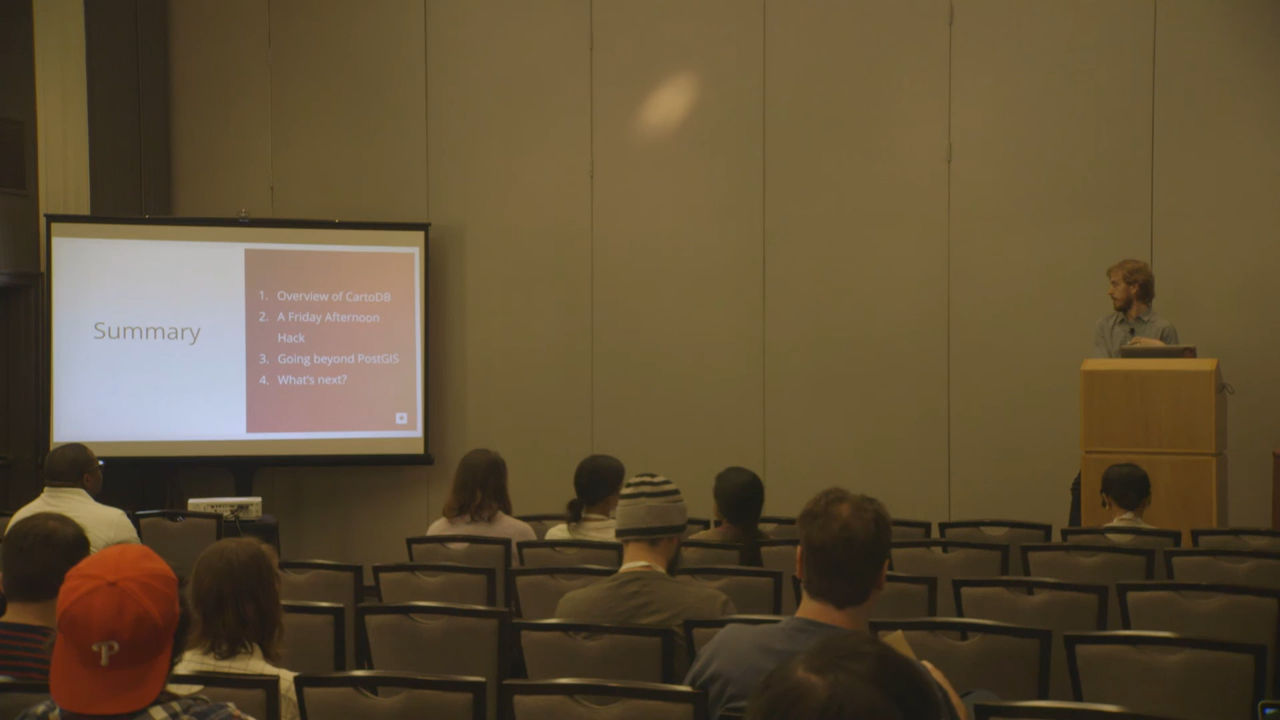 Summary
1. Overview of CartoDB
2. A Friday Afternoon
Hack
3. Going beyond PostGIS
4. What's next?
P